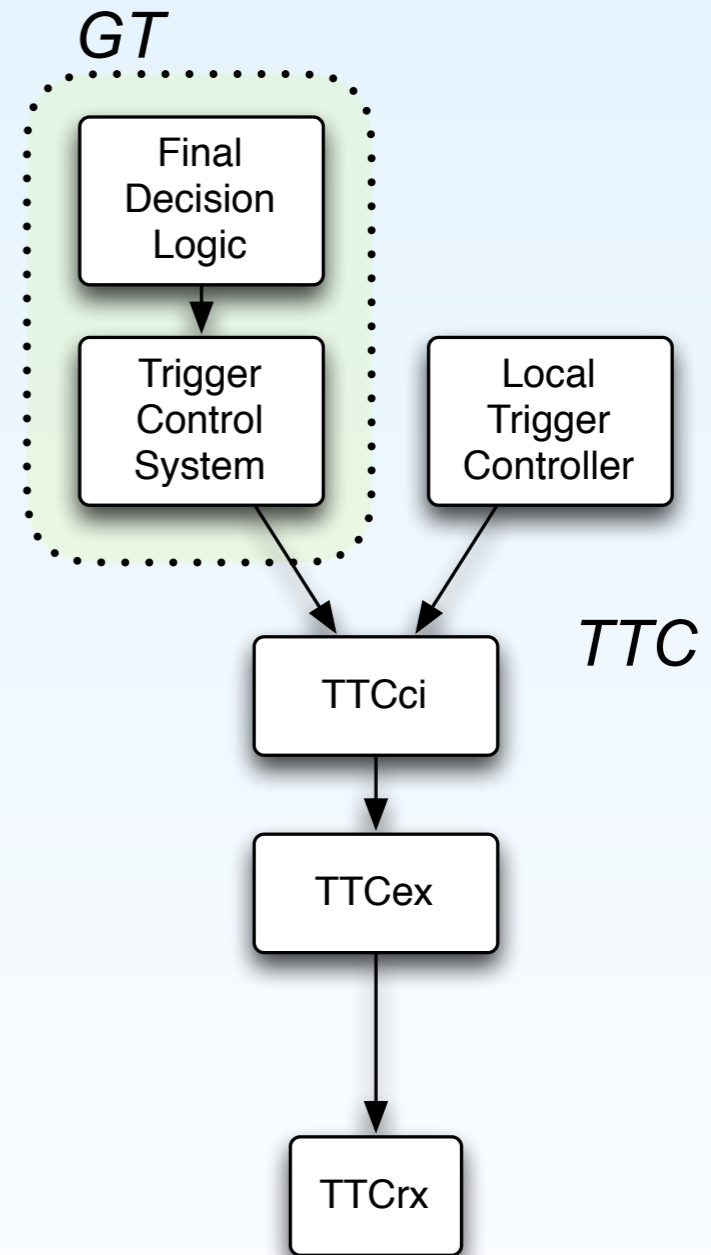 GT
Final
Decision
Logic
Trigger
Control
System
Local
Trigger
Controller
TTC
TTCci
TTCex
TTCrx